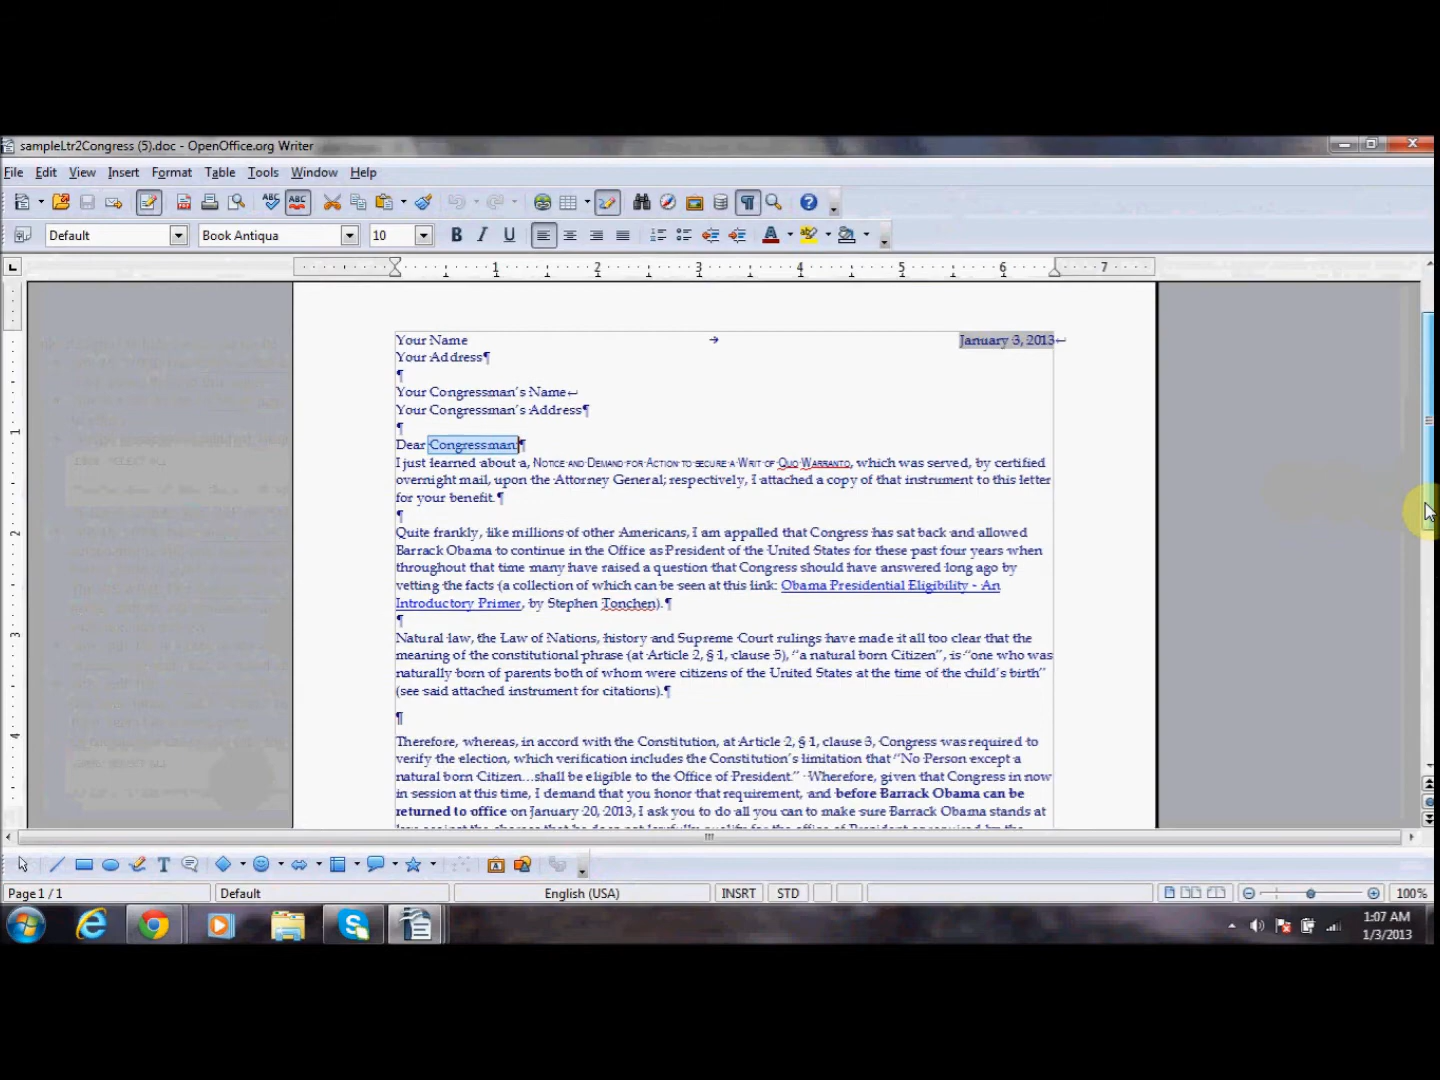 sampleLtr2Congress (5).doc - OpenOffice.org Writer
File Edit View Insert Format Table Tools Window Help
Default Book Antiqua 10
1 2 3 4 5 6 7
Your Name January 3, 2013
Your Address
Your Congressman's Name
Your Congressman's Address
Dear Congressman:
I just learned about a, Notice and Demand for Action to secure a Writ of Quo Warranto, which was served, by certified
overnight mail, upon the Attorney General; respectively, I attached a copy of that instrument to this letter
for your benefit.
Quite frankly, like millions of other Americans, I am appalled that Congress has sat back and allowed
Barrack Obama to continue in the Office as President of the United States for these past four years when
throughout that time many have raised a question that Congress should have answered long ago by
vetting the facts (a collection of which can be seen at this link: Obama Presidential Eligibility - An
Introductory Primer, by Stephen Tonchen).
Natural law, the Law of Nations, history and Supreme Court rulings have made it all too clear that the
meaning of the constitutional phrase (at Article 2, § 1, clause 5), "a natural born Citizen", is "one who was
naturally born of parents both of whom were citizens of the United States at the time of the child's birth"
(see said attached instrument for citations).
Therefore, whereas, in accord with the Constitution, at Article 2, § 1, clause 3, Congress was required to
verify the election, which verification includes the Constitution's limitation that "No Person except a
natural born Citizen...shall be eligible to the Office of President." Wherefore, given that Congress in now
in session at this time, I demand that you honor that requirement, and before Barrack Obama can be
returned to office on January 20, 2013, I ask you to do all you can to make sure Barrack Obama stands at
1
2
3
4
Page 1 / 1 Default English (USA) INSRT STD 100%
1:07 AM
1/3/2013